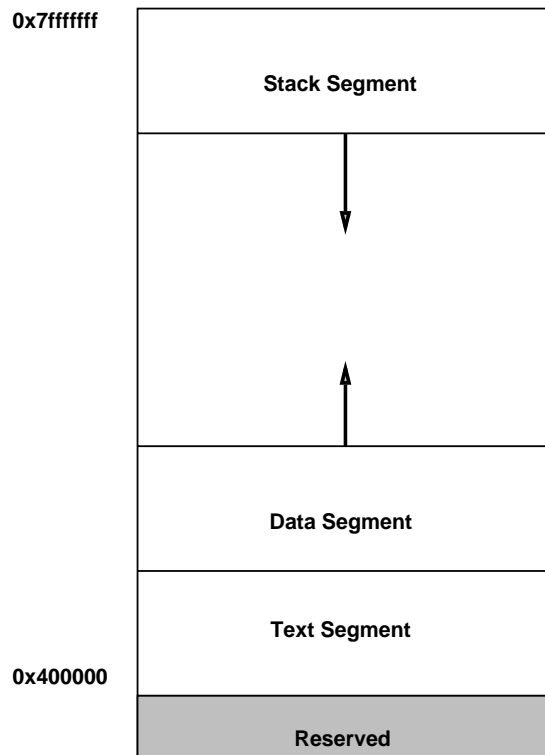 0x7fffffff
Stack Segment
Data Segment
Text Segment
0x400000
Reserved